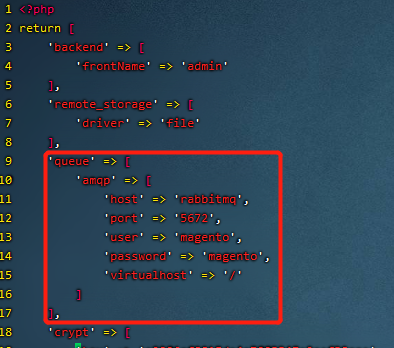 1 <?php
2 return [
3 'backend' => [
4 'frontName' => 'admin'
5 ],
6 'remote_storage' => [
7 'driver' => 'file'
8 ],
9 'queue' => [
10 'amqp' => [
11 'host' => 'rabbitmq',
12 'port' => '5672',
13 'user' => 'magento',
14 'password' => 'magento',
15 'virtualhost' => '/'
16 ]
17 ],
18 'crypt' => [